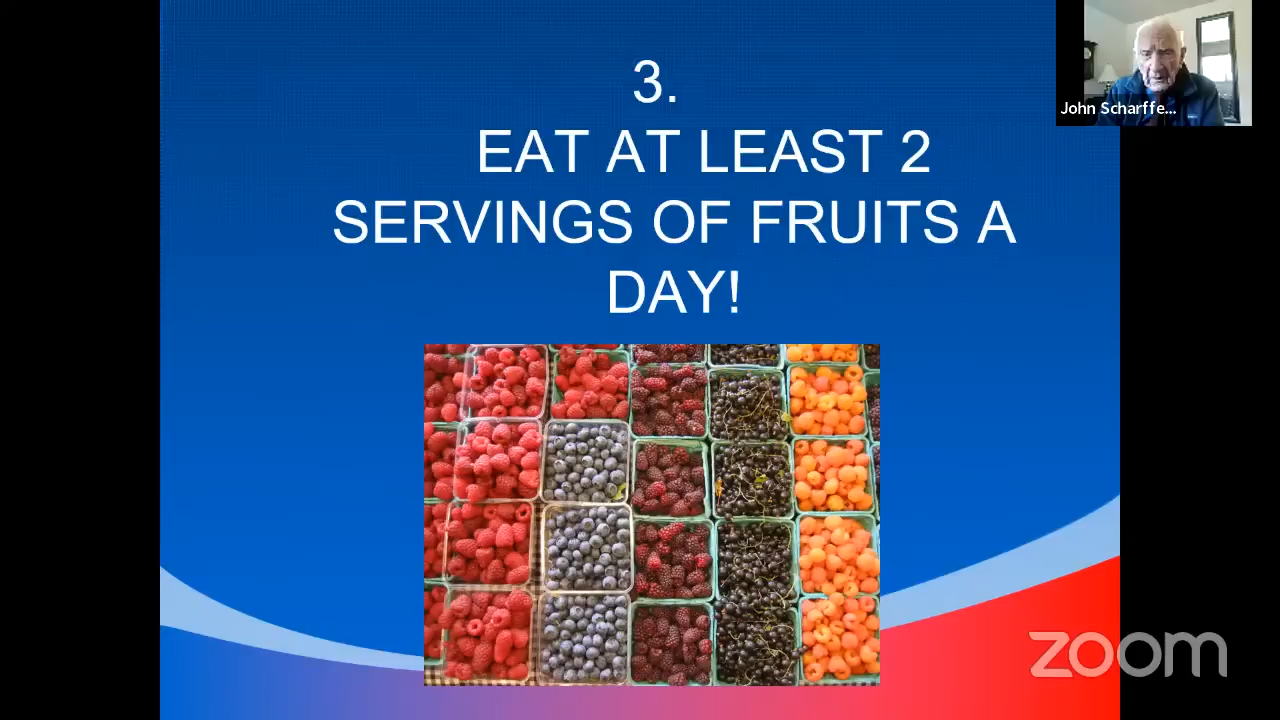 3.
EAT AT LEAST 2
SERVINGS OF FRUITS A
DAY!
John Scharffe...
zoom